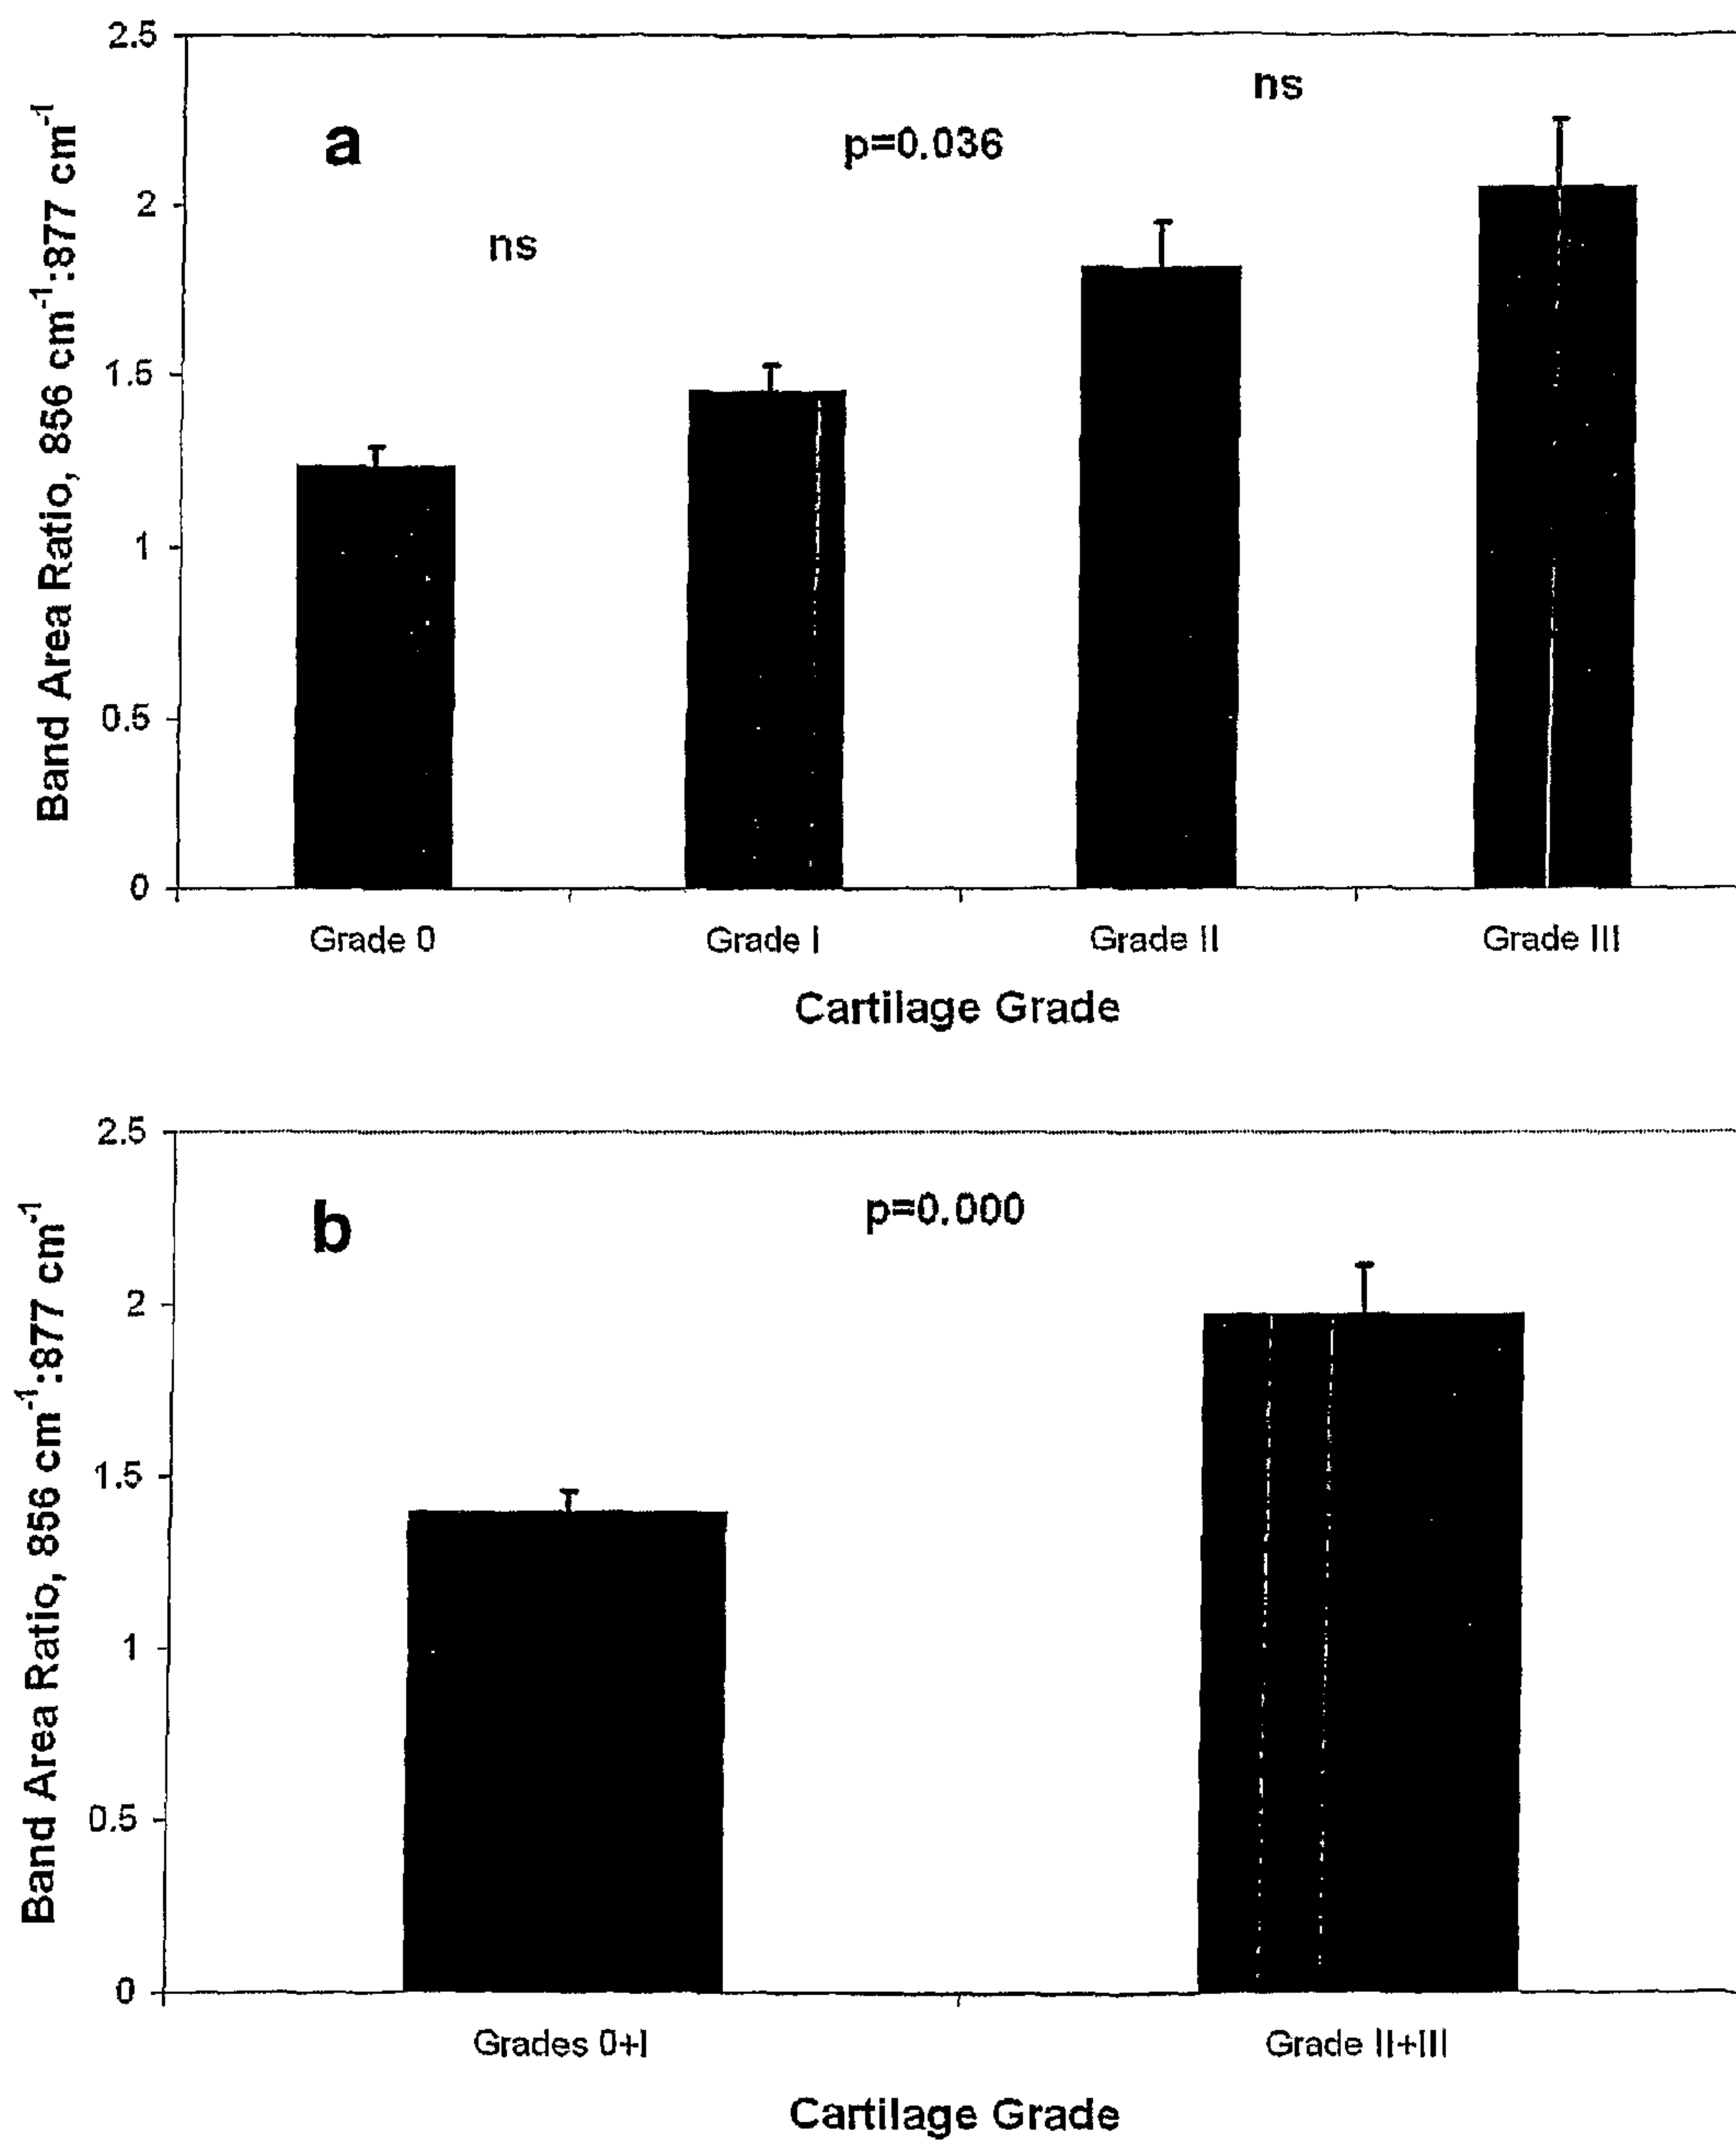 2.5
2
1.5
1
0.5
0
Band Area Ratio, 856 cm⁻¹:877 cm⁻¹
a
ns
p=0.036
ns
Grade 0
Grade I
Grade II
Grade III
Cartilage Grade
2.5
2
1.5
1
0.5
0
Band Area Ratio, 856 cm⁻¹:877 cm⁻¹
b
p=0.000
Grades 0+I
Grade II+III
Cartilage Grade